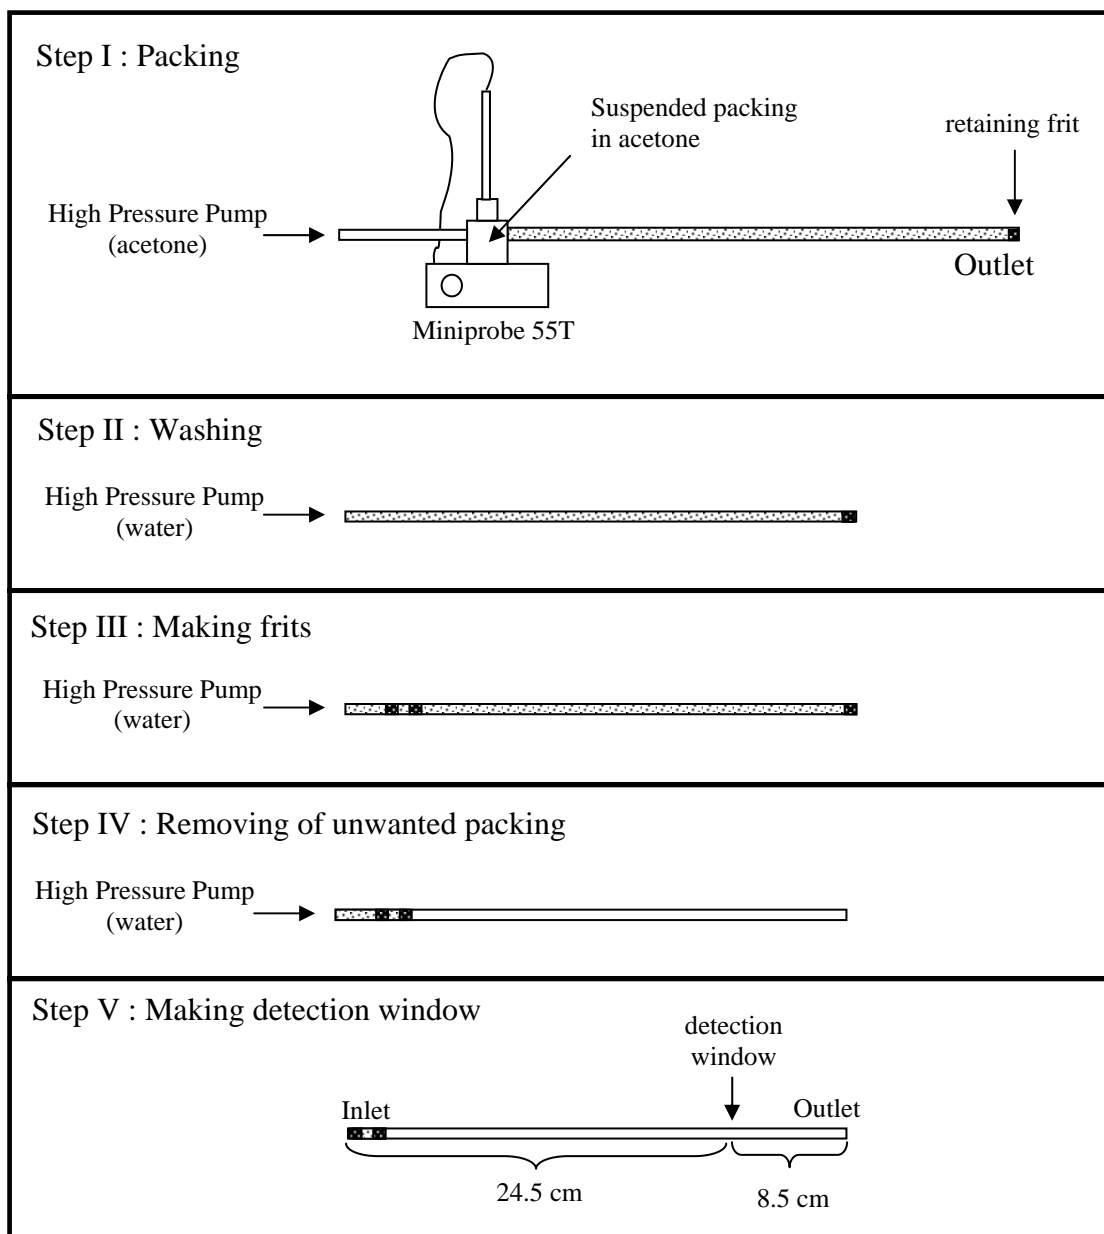 Step I : Packing
Suspended packing
in acetone
retaining frit
High Pressure Pump
(acetone)
Outlet
Miniprobe 55T
Step II : Washing
High Pressure Pump
(water)
Step III : Making frits
High Pressure Pump
(water)
Step IV : Removing of unwanted packing
High Pressure Pump
(water)
Step V : Making detection window
detection
window
Inlet
Outlet
24.5 cm
8.5 cm